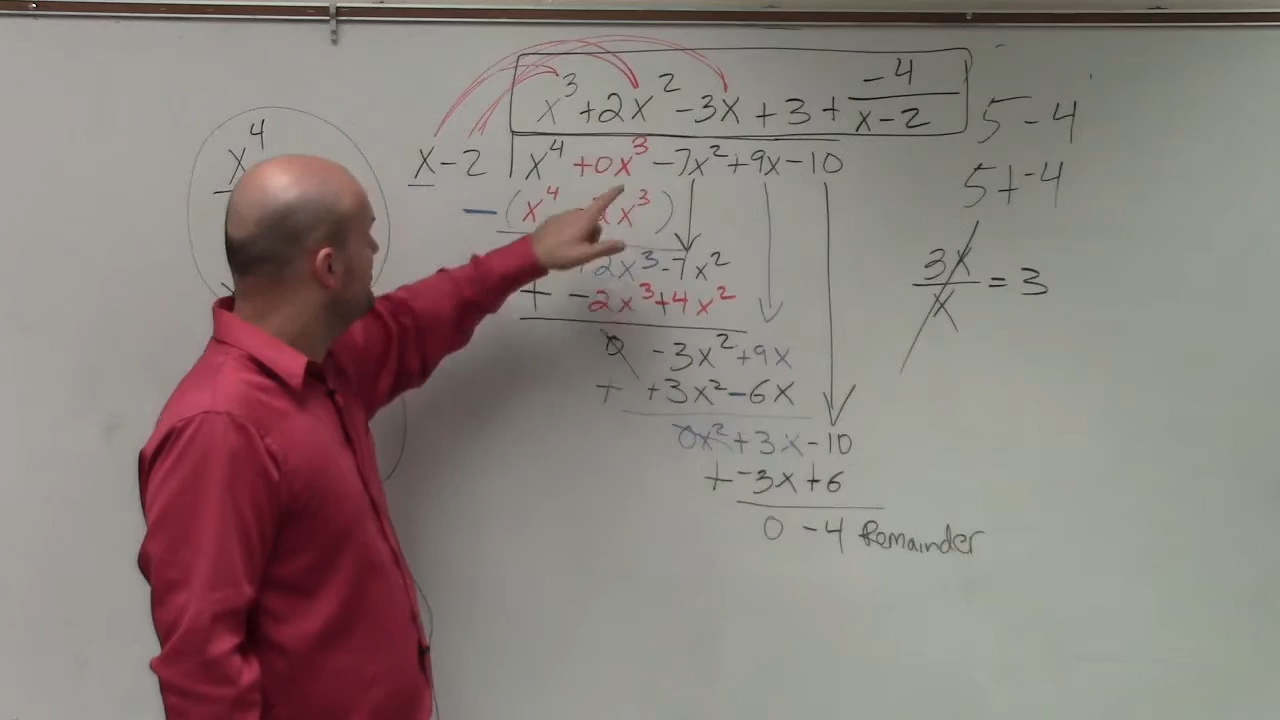 x³ + 2x² - 3x + 3 + -4/(x-2)
5 - 4
x⁴
x - 2 | x⁴ + 0x³ - 7x² + 9x - 10
5 + -4
- (x⁴ - 2x³)
2x³ - 7x²
+ -2x³ + 4x²
3x/x = 3
0 -3x² + 9x
+ +3x² - 6x
0x² + 3x - 10
+ -3x + 6
0 - 4 Remainder